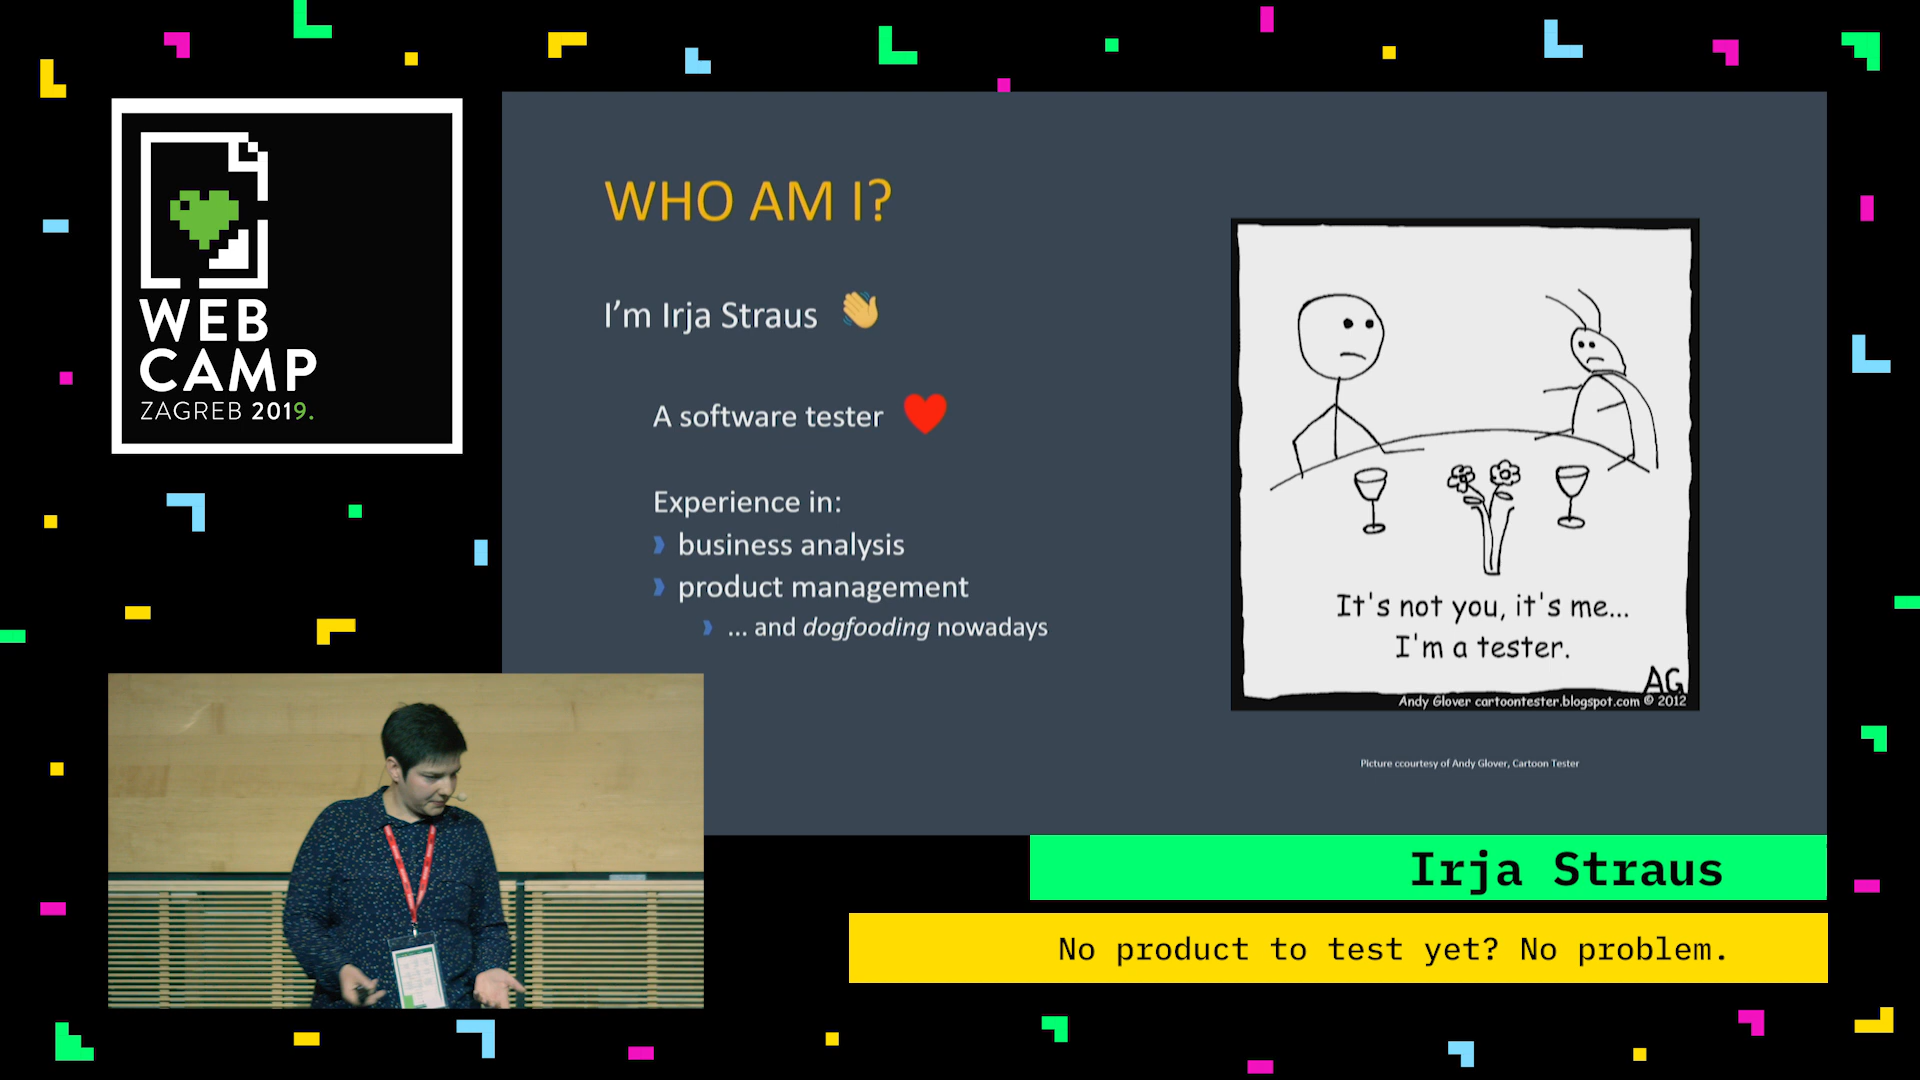 WEB
CAMP
ZAGREB 2019.
WHO AM I?
I'm Irja Straus
A software tester
Experience in:
business analysis
product management
... and dogfooding nowadays
It's not you, it's me...
I'm a tester.
AG
Andy Glover cartoontester.blogspot.com © 2012
Picture ccourtesy of Andy Glover, Cartoon Tester
Irja Straus
No product to test yet? No problem.